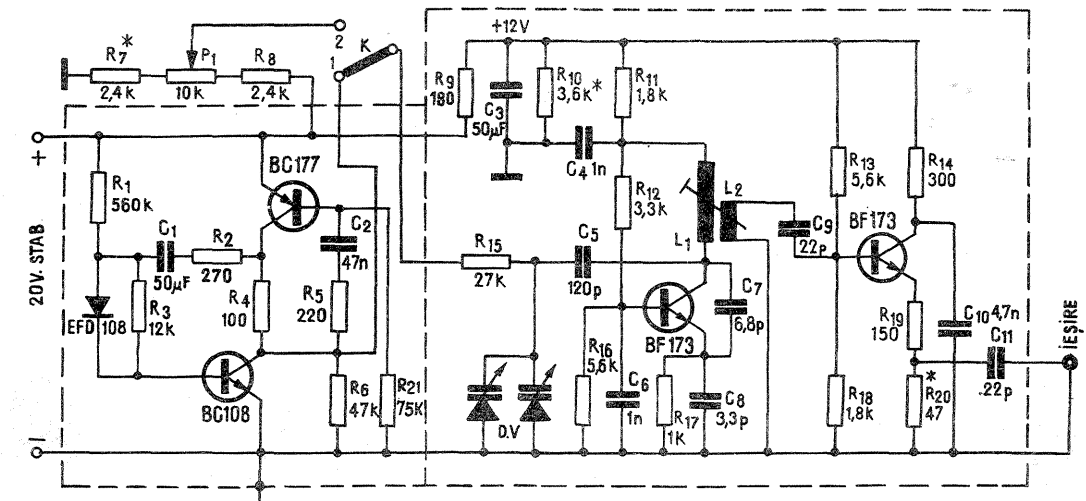 R7*
2,4k
P1
10k
R8
2,4k
2
1
K
+12V
R9
180
C3
50µF
R10
3,6k*
R11
1,8k
C4 1n
R12
3,3k
R13
5,6k
R14
300
+
20V. STAB
−
R1
560k
BC177
C1
50µF
R2
270
C2
47n
R15
27k
C5
120p
L1
L2
C9
22p
BF173
EFD 108
R3
12k
R4
100
R5
220
BF173
C7
6,8p
R19
150
C10 4,7n
C11
22p
IEȘIRE
BC108
R6
47k
R21
75K
D.V
R16
5,6k
C6
1n
R17
1K
C8
3,3p
R18
1,8k
*
R20
47